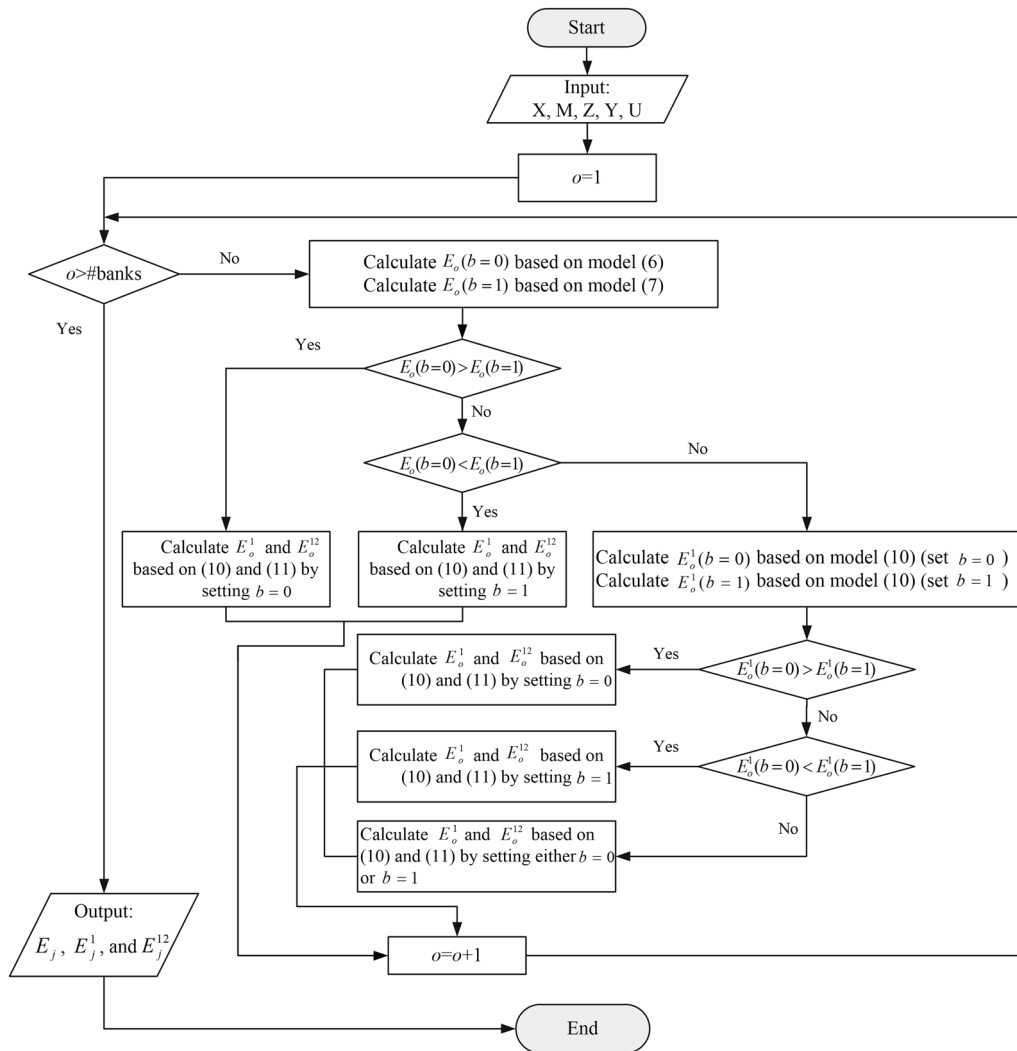 Start
Input:
X, M, Z, Y, U
o=1
o>#banks
No
Yes
Calculate E_o(b=0) based on model (6)
Calculate E_o(b=1) based on model (7)
Yes
E_o(b=0)>E_o(b=1)
No
E_o(b=0)<E_o(b=1)
No
Yes
Calculate E_o^1 and E_o^12
based on (10) and (11) by
setting b = 0
Calculate E_o^1 and E_o^12
based on (10) and (11) by
setting b = 1
Calculate E_o^1(b=0) based on model (10) (set b = 0 )
Calculate E_o^1(b=1) based on model (10) (set b = 1 )
E_o^1(b=0)>E_o^1(b=1)
Yes
Calculate E_o^1 and E_o^12 based on
(10) and (11) by setting b = 0
No
E_o^1(b=0)<E_o^1(b=1)
Yes
Calculate E_o^1 and E_o^12 based on
(10) and (11) by setting b = 1
No
Calculate E_o^1 and E_o^12 based on
(10) and (11) by setting either b = 0
or b = 1
Output:
E_j , E_j^1, and E_j^12
o=o+1
End